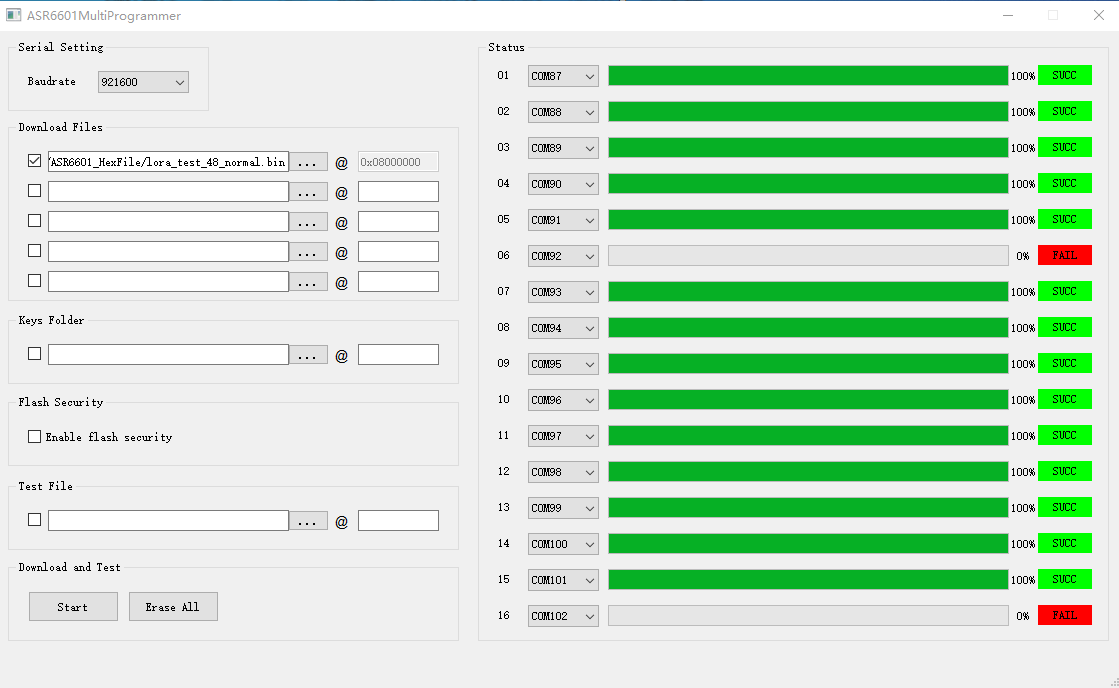 ASR6601MultiProgrammer
Serial Setting
Baudrate 921600
Download Files
ASR6601_HexFile/lora_test_48_normal.bin ... @ 0x08000000
... @
... @
... @
... @
Keys Folder
... @
Flash Security
Enable flash security
Test File
... @
Download and Test
Start Erase All
Status
01 COM87 100% SUCC
02 COM88 100% SUCC
03 COM89 100% SUCC
04 COM90 100% SUCC
05 COM91 100% SUCC
06 COM92 0% FAIL
07 COM93 100% SUCC
08 COM94 100% SUCC
09 COM95 100% SUCC
10 COM96 100% SUCC
11 COM97 100% SUCC
12 COM98 100% SUCC
13 COM99 100% SUCC
14 COM100 100% SUCC
15 COM101 100% SUCC
16 COM102 0% FAIL